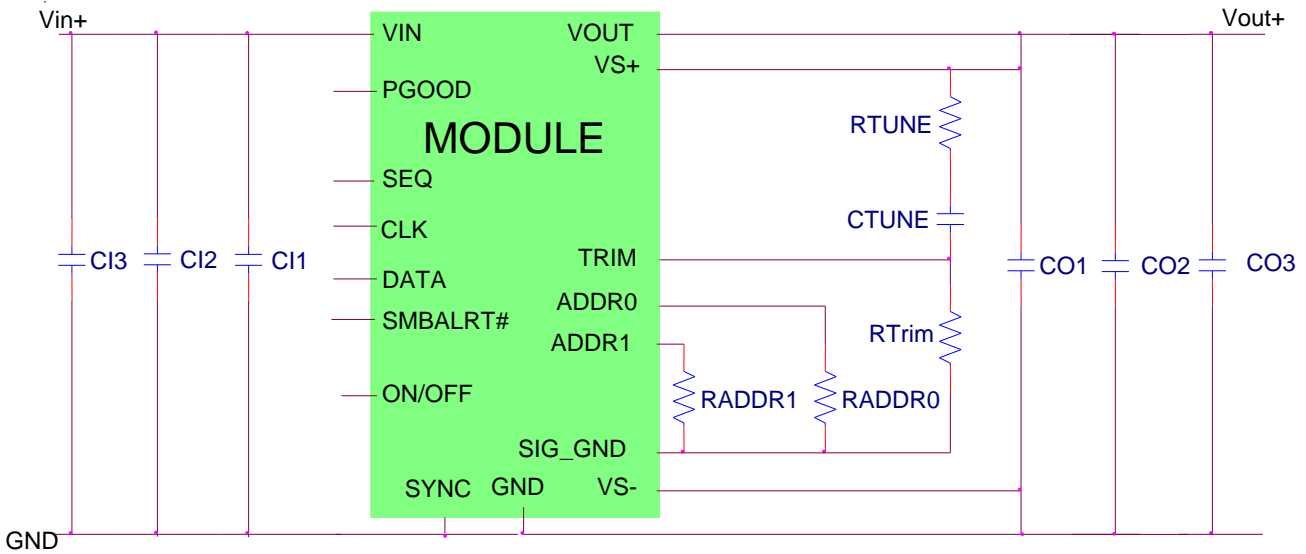 Vin+
Vout+
VIN
VOUT
VS+
PGOOD
MODULE
RTUNE
SEQ
CTUNE
CLK
TRIM
CI3
CI2
CI1
CO1
CO2
CO3
DATA
ADDR0
SMBALRT#
RTrim
ADDR1
ON/OFF
RADDR1
RADDR0
SIG_GND
SYNC
GND
VS-
GND